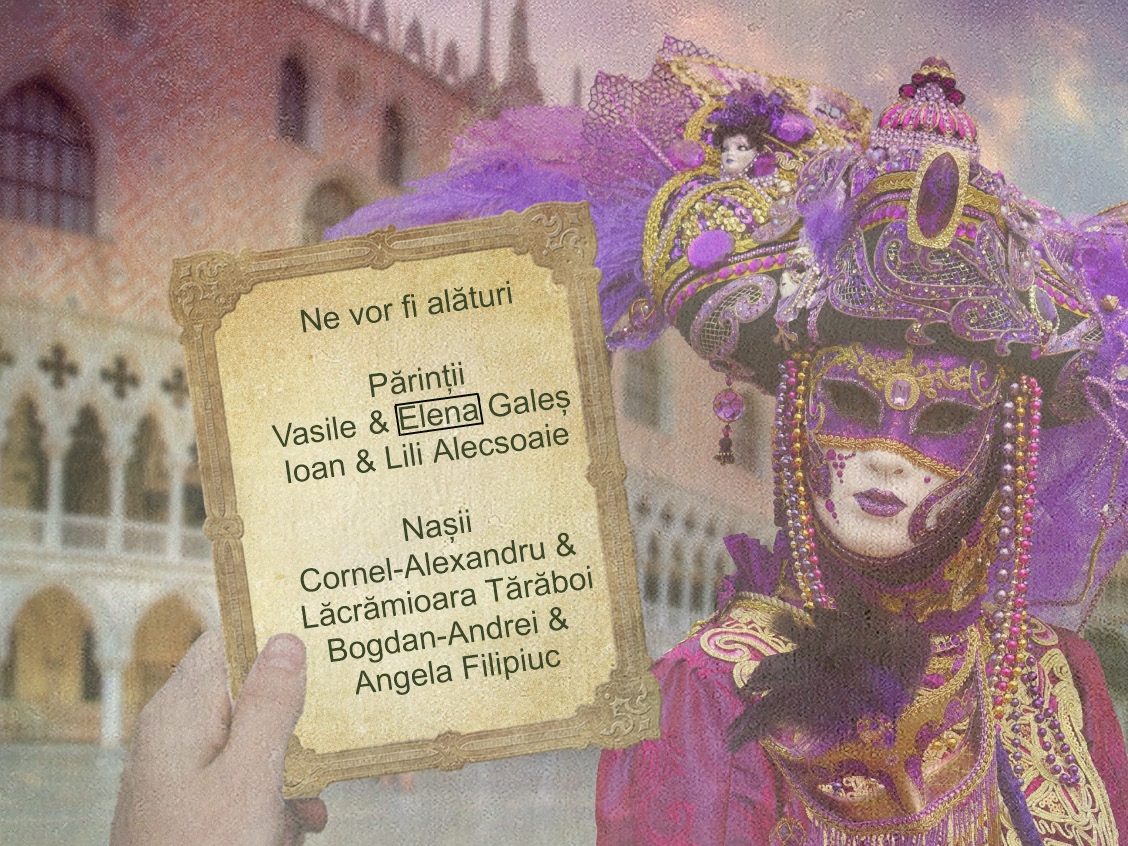 Ne vor fi alături
Părinții
Vasile & Elena Galeș
Ioan & Lili Alecsoaie
Nașii
Cornel-Alexandru &
Lăcrămioara Tărăboi
Bogdan-Andrei &
Angela Filipiuc